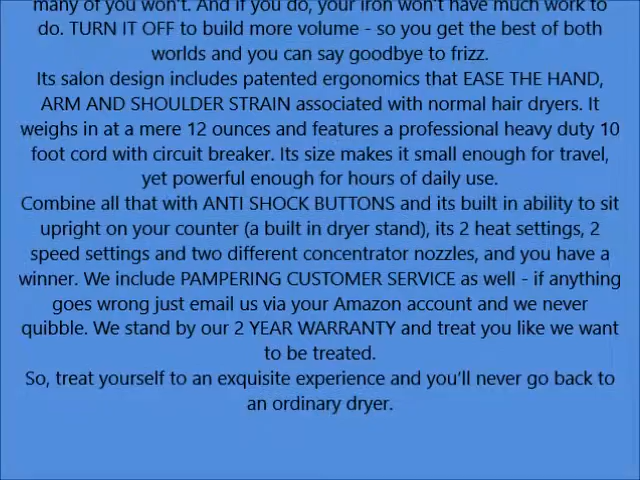 many of you won't. And if you do, your iron won't have much work to
do. TURN IT OFF to build more volume - so you get the best of both
worlds and you can say goodbye to frizz.
Its salon design includes patented ergonomics that EASE THE HAND,
ARM AND SHOULDER STRAIN associated with normal hair dryers. It
weighs in at a mere 12 ounces and features a professional heavy duty 10
foot cord with circuit breaker. Its size makes it small enough for travel,
yet powerful enough for hours of daily use.
Combine all that with ANTI SHOCK BUTTONS and its built in ability to sit
upright on your counter (a built in dryer stand), its 2 heat settings, 2
speed settings and two different concentrator nozzles, and you have a
winner. We include PAMPERING CUSTOMER SERVICE as well - if anything
goes wrong just email us via your Amazon account and we never
quibble. We stand by our 2 YEAR WARRANTY and treat you like we want
to be treated.
So, treat yourself to an exquisite experience and you'll never go back to
an ordinary dryer.